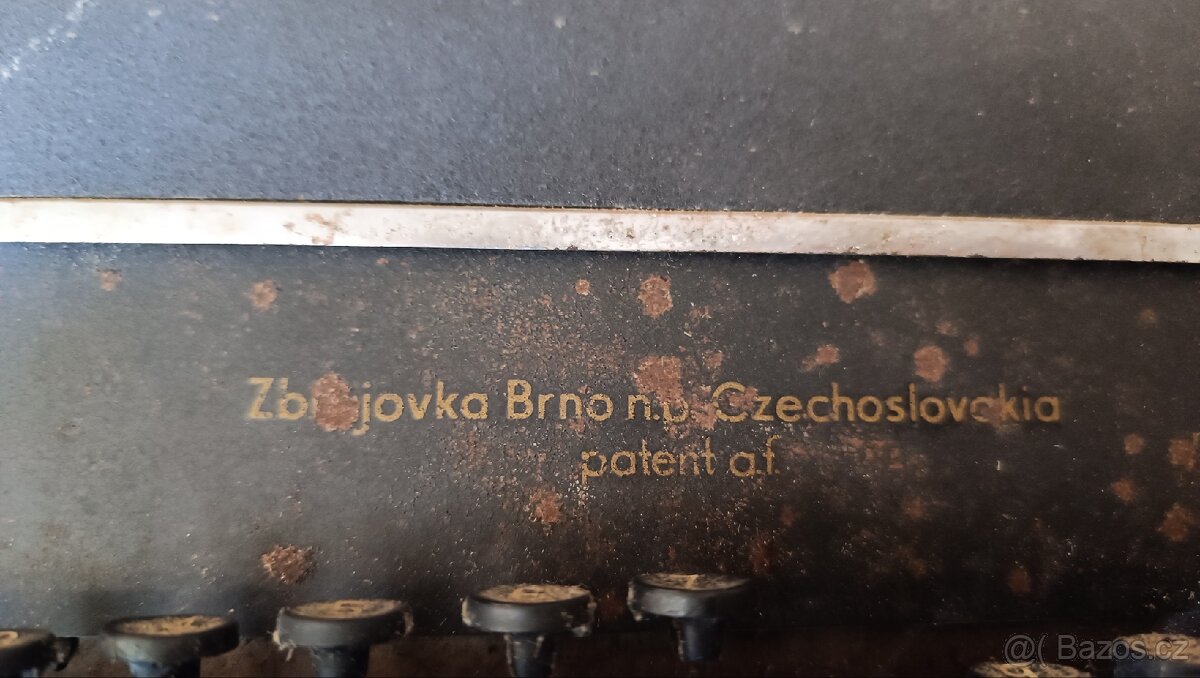 Zbrojovka Brno n.p. Czechoslovakia
patent a.f.
@( Bazos.cz